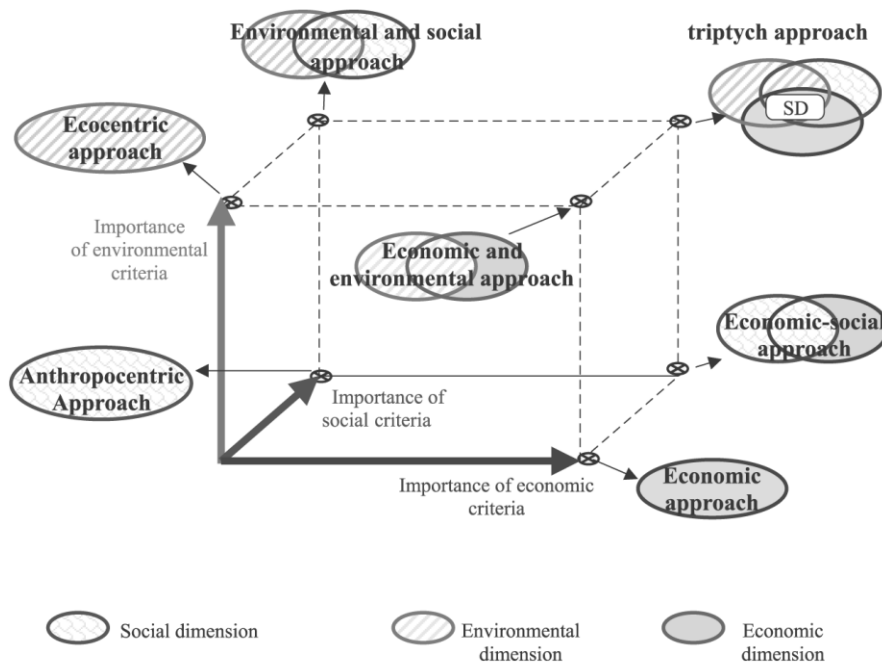 Environmental and social
approach
triptych approach
SD
Ecocentric
approach
Importance
of environmental
criteria
Economic and
environmental approach
Economic-social
approach
Anthropocentric
Approach
Importance of
social criteria
Importance of economic
criteria
Economic
approach
Social dimension
Environmental
dimension
Economic
dimension